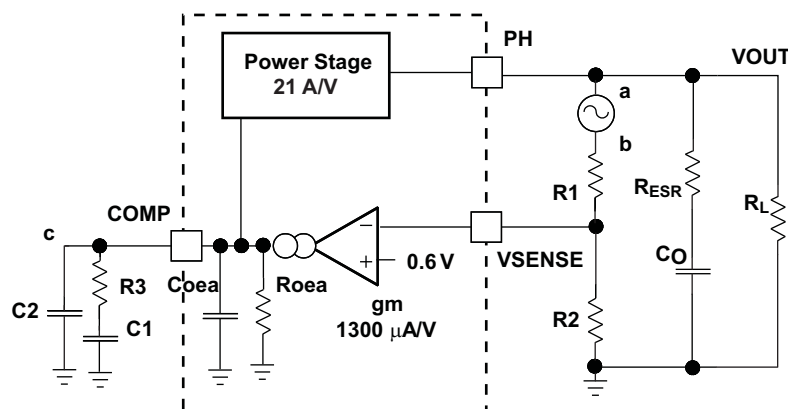 PH
VOUT
Power Stage
21 A/V
a
b
R1
RESR
RL
COMP
c
VSENSE
0.6 V
R3
Coea
Roea
CO
C2
C1
gm
1300 μA/V
R2
−
+